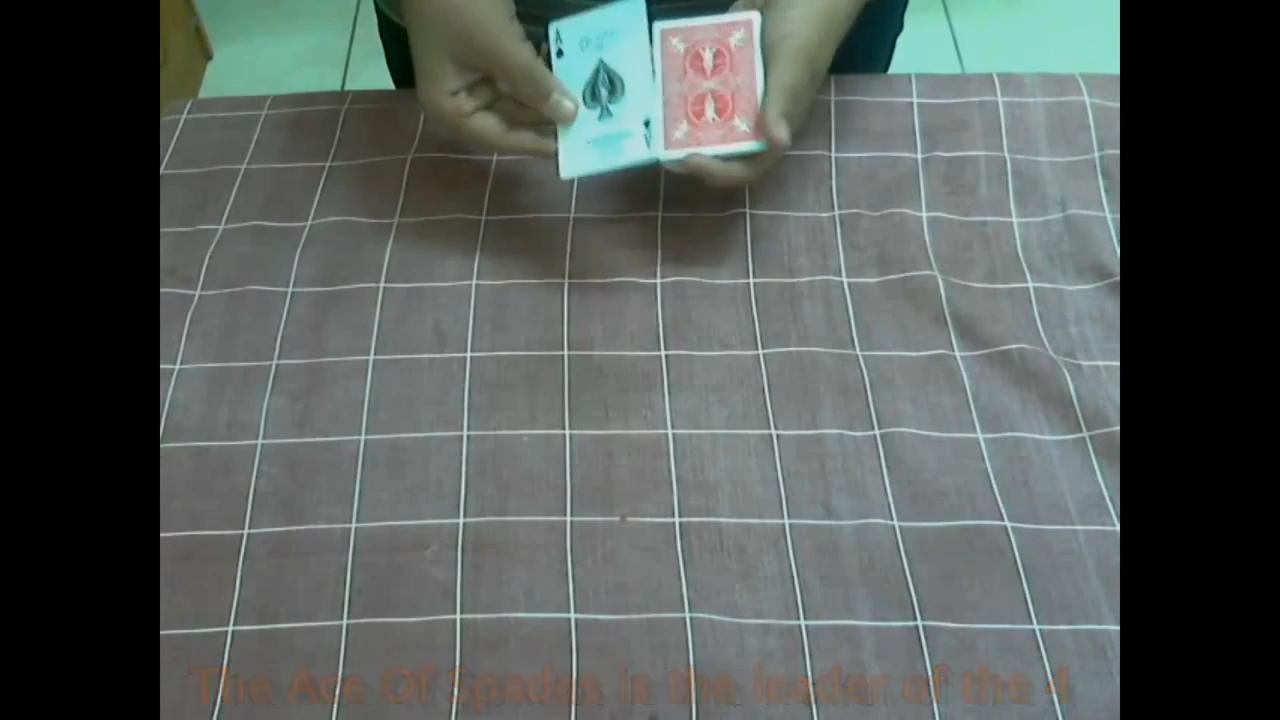 A
The Ace Of Spades is the leader of the 4